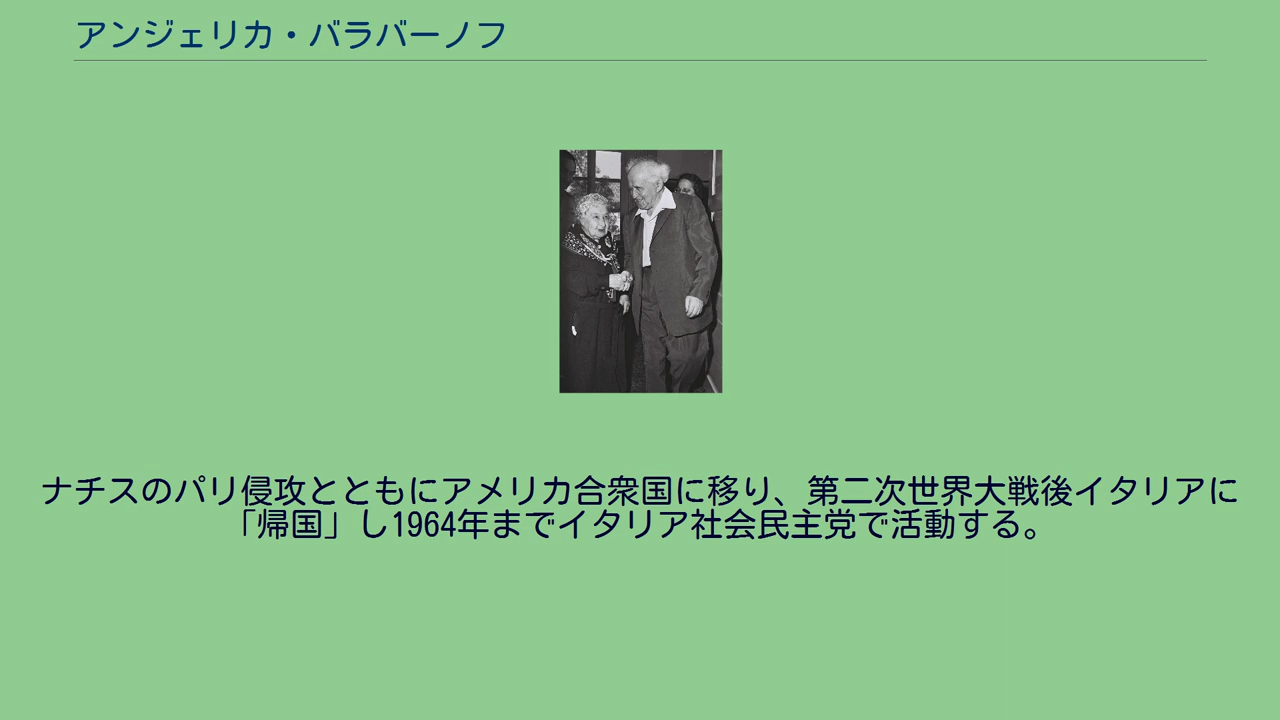 アンジェリカ・バラバーノフ
ナチスのパリ侵攻とともにアメリカ合衆国に移り、第二次世界大戦後イタリアに
「帰国」し1964年までイタリア社会民主党で活動する。